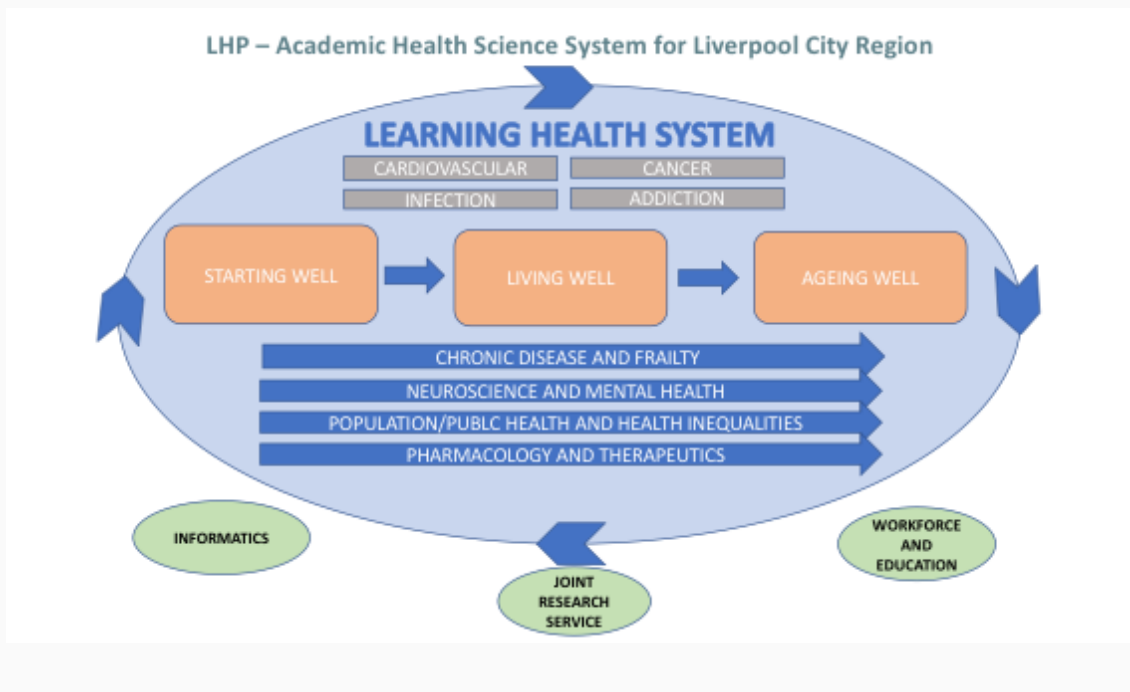 LHP – Academic Health Science System for Liverpool City Region
LEARNING HEALTH SYSTEM
CARDIOVASCULAR
CANCER
INFECTION
ADDICTION
STARTING WELL
LIVING WELL
AGEING WELL
CHRONIC DISEASE AND FRAILTY
NEUROSCIENCE AND MENTAL HEALTH
POPULATION/PUBLC HEALTH AND HEALTH INEQUALITIES
PHARMACOLOGY AND THERAPEUTICS
INFORMATICS
JOINT
RESEARCH
SERVICE
WORKFORCE
AND
EDUCATION